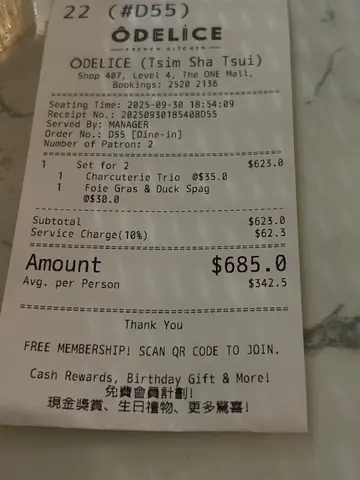 22 (#D55)
ÔDELICE
FRENCH KITCHEN
ÔDELICE (Tsim Sha Tsui)
Shop 407, Level 4, The ONE Mall,
Bookings: 2520 2136
Seating Time: 2025-09-30 18:54:09
Receipt No.: 20250930185408D55
Served By: MANAGER
Order No.: D55 [Dine-in]
Number of Patron: 2
1 Set for 2 $623.0
1 Charcuterie Trio @$35.0
1 Foie Gras & Duck Spag
@$30.0
Subtotal $623.0
Service Charge(10%) $62.3
Amount $685.0
Avg. per Person $342.5
Thank You
FREE MEMBERSHIP! SCAN QR CODE TO JOIN.
Cash Rewards, Birthday Gift & More!
免費會員計劃!
現金獎賞、生日禮物、更多驚喜!